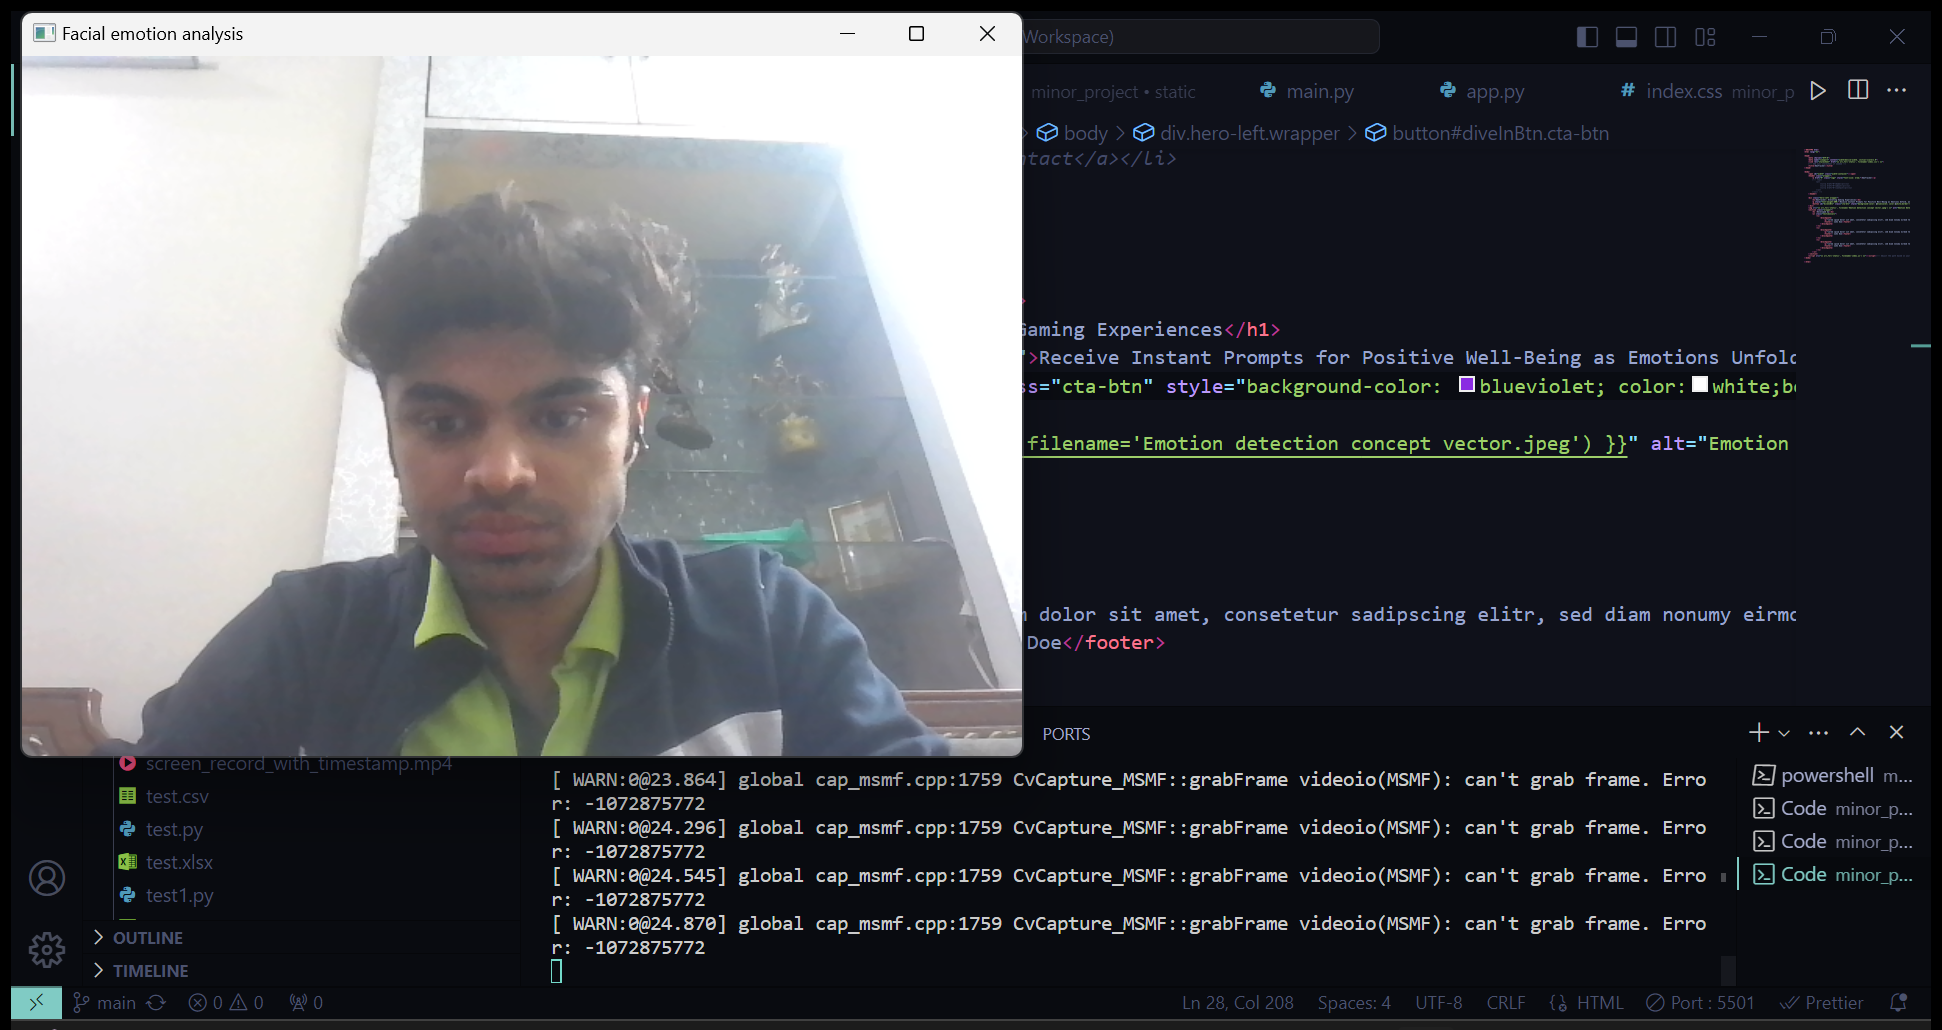 Facial emotion analysis
Workspace)
minor_project • static
main.py
app.py
# index.css minor_p
body > div.hero-left.wrapper > button#diveInBtn.cta-btn
ntact</a></li>
>
Gaming Experiences</h1>
">Receive Instant Prompts for Positive Well-Being as Emotions Unfold
ss="cta-btn" style="background-color: blueviolet; color: white;bo
filename='Emotion detection concept vector.jpeg') }}" alt="Emotion
m dolor sit amet, consetetur sadipscing elitr, sed diam nonumy eirmo
Doe</footer>
PORTS
screen_record_with_timestamp.mp4
test.csv
test.py
test.xlsx
test1.py
OUTLINE
TIMELINE
[ WARN:0@23.864] global cap_msmf.cpp:1759 CvCapture_MSMF::grabFrame videoio(MSMF): can't grab frame. Erro
r: -1072875772
[ WARN:0@24.296] global cap_msmf.cpp:1759 CvCapture_MSMF::grabFrame videoio(MSMF): can't grab frame. Erro
r: -1072875772
[ WARN:0@24.545] global cap_msmf.cpp:1759 CvCapture_MSMF::grabFrame videoio(MSMF): can't grab frame. Erro
r: -1072875772
[ WARN:0@24.870] global cap_msmf.cpp:1759 CvCapture_MSMF::grabFrame videoio(MSMF): can't grab frame. Erro
r: -1072875772
powershell m...
Code minor_p...
Code minor_p...
Code minor_p...
main 0 0 0
Ln 28, Col 208 Spaces: 4 UTF-8 CRLF HTML Port : 5501 Prettier